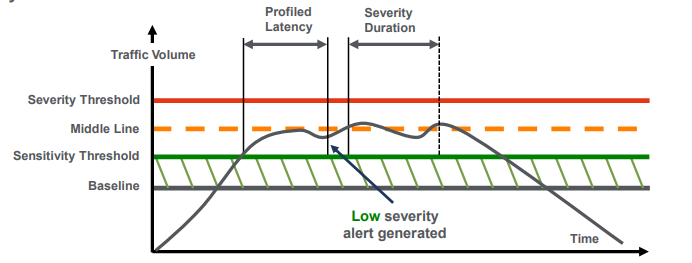 Profiled
Latency
Severity
Duration
Traffic Volume
Severity Threshold
Middle Line
Sensitivity Threshold
Baseline
Low severity
alert generated
Time